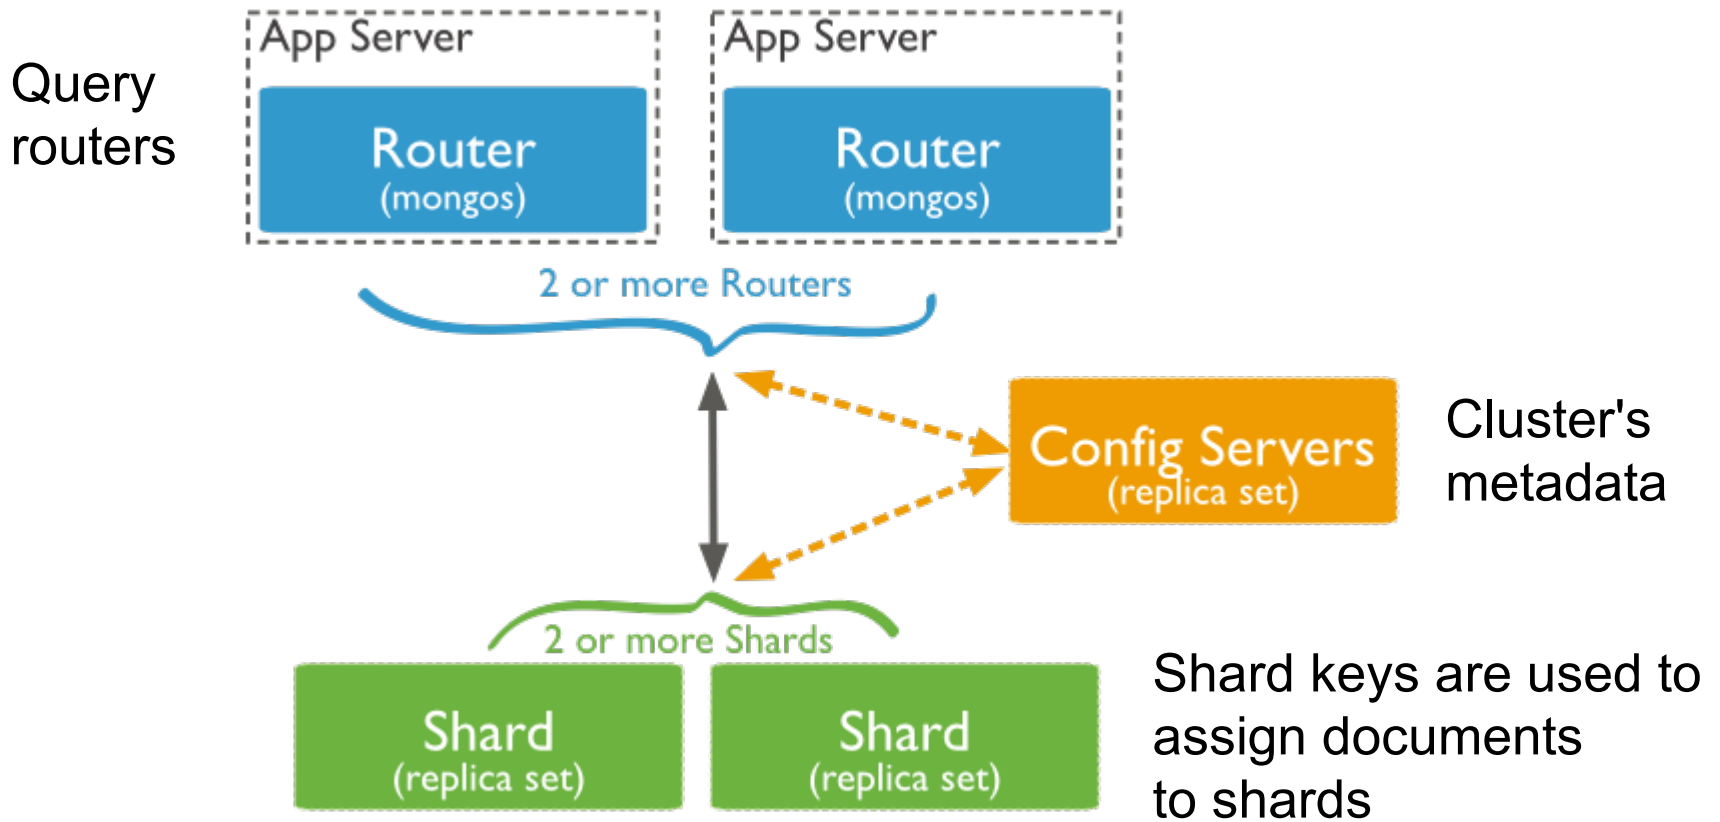 Query
routers
App Server
Router
(mongos)
App Server
Router
(mongos)
2 or more Routers
Config Servers
(replica set)
Cluster's
metadata
2 or more Shards
Shard
(replica set)
Shard
(replica set)
Shard keys are used to
assign documents
to shards